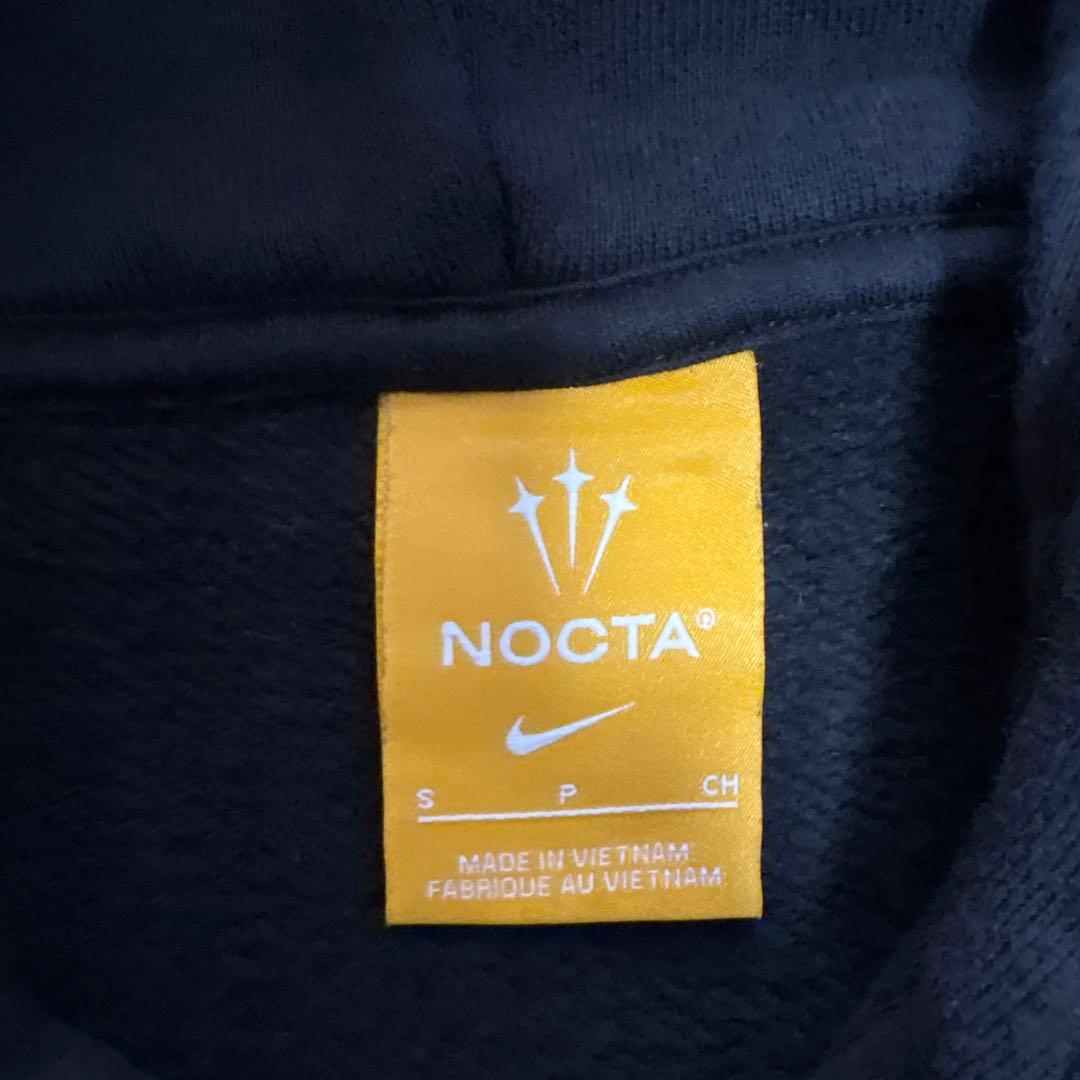 NOCTA®
S P CH
MADE IN VIETNAM
FABRIQUE AU VIETNAM